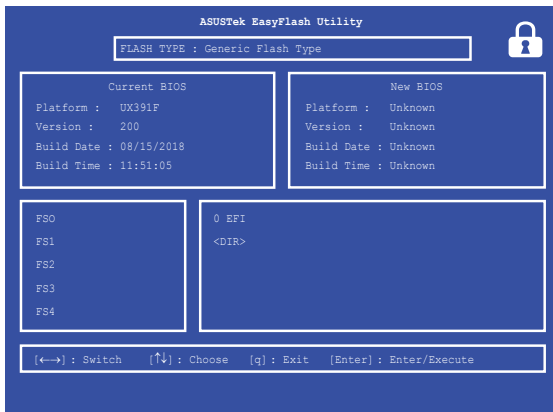 ASUSTek EasyFlash Utility
FLASH TYPE : Generic Flash Type
Current BIOS
Platform : UX391F
Version : 200
Build Date : 08/15/2018
Build Time : 11:51:05
New BIOS
Platform : Unknown
Version : Unknown
Build Date : Unknown
Build Time : Unknown
FSO
FS1
FS2
FS3
FS4
0 EFI
<DIR>
[←→] : Switch [↑↓] : Choose [q] : Exit [Enter] : Enter/Execute